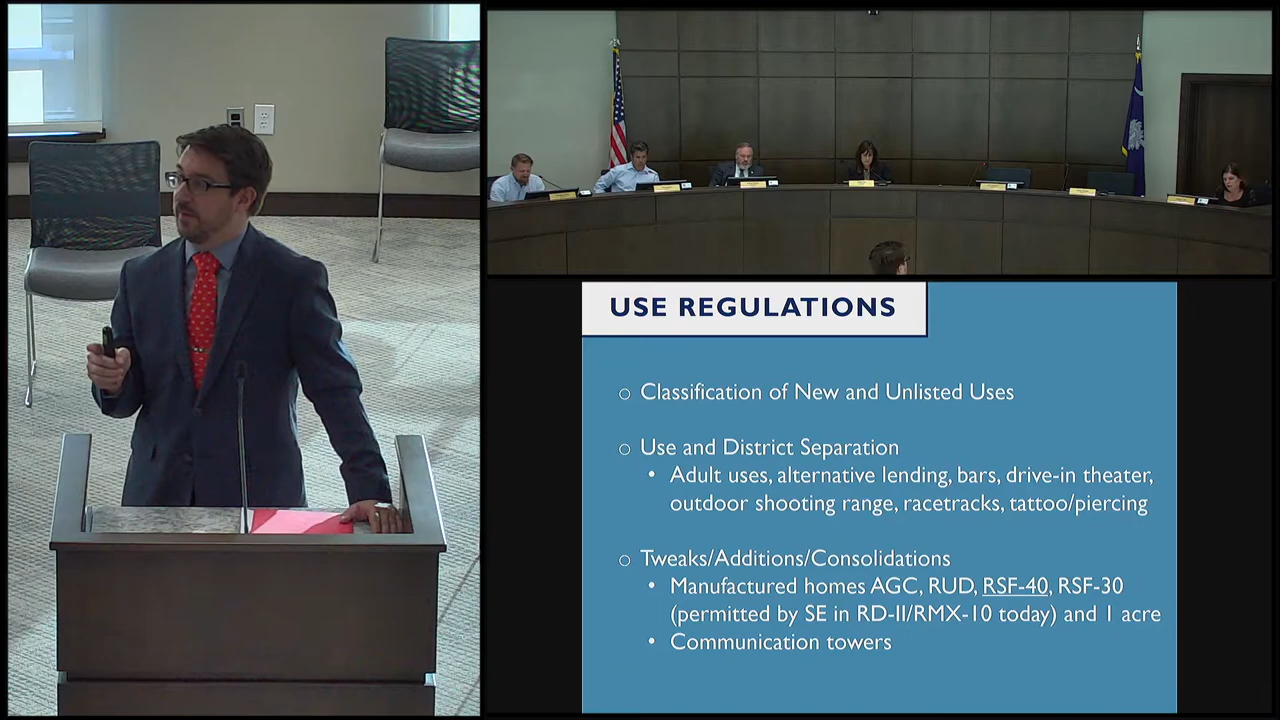 USE REGULATIONS
○ Classification of New and Unlisted Uses
○ Use and District Separation
• Adult uses, alternative lending, bars, drive-in theater,
outdoor shooting range, racetracks, tattoo/piercing
○ Tweaks/Additions/Consolidations
• Manufactured homes AGC, RUD, RSF-40, RSF-30
(permitted by SE in RD-II/RMX-10 today) and 1 acre
• Communication towers